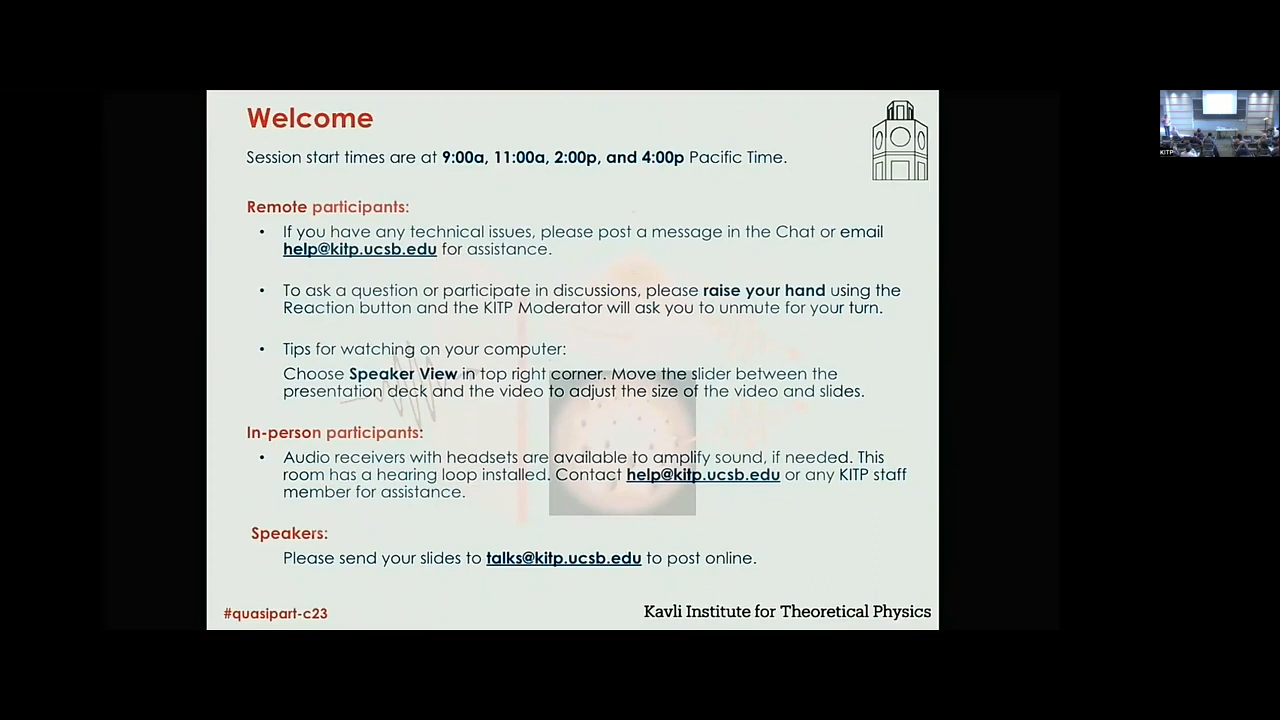 Welcome
Session start times are at 9:00a, 11:00a, 2:00p, and 4:00p Pacific Time.
Remote participants:
• If you have any technical issues, please post a message in the Chat or email
help@kitp.ucsb.edu for assistance.
• To ask a question or participate in discussions, please raise your hand using the
Reaction button and the KITP Moderator will ask you to unmute for your turn.
• Tips for watching on your computer:
Choose Speaker View in top right corner. Move the slider between the
presentation deck and the video to adjust the size of the video and slides.
In-person participants:
• Audio receivers with headsets are available to amplify sound, if needed. This
room has a hearing loop installed. Contact help@kitp.ucsb.edu or any KITP staff
member for assistance.
Speakers:
Please send your slides to talks@kitp.ucsb.edu to post online.
#quasipart-c23
Kavli Institute for Theoretical Physics
KITP